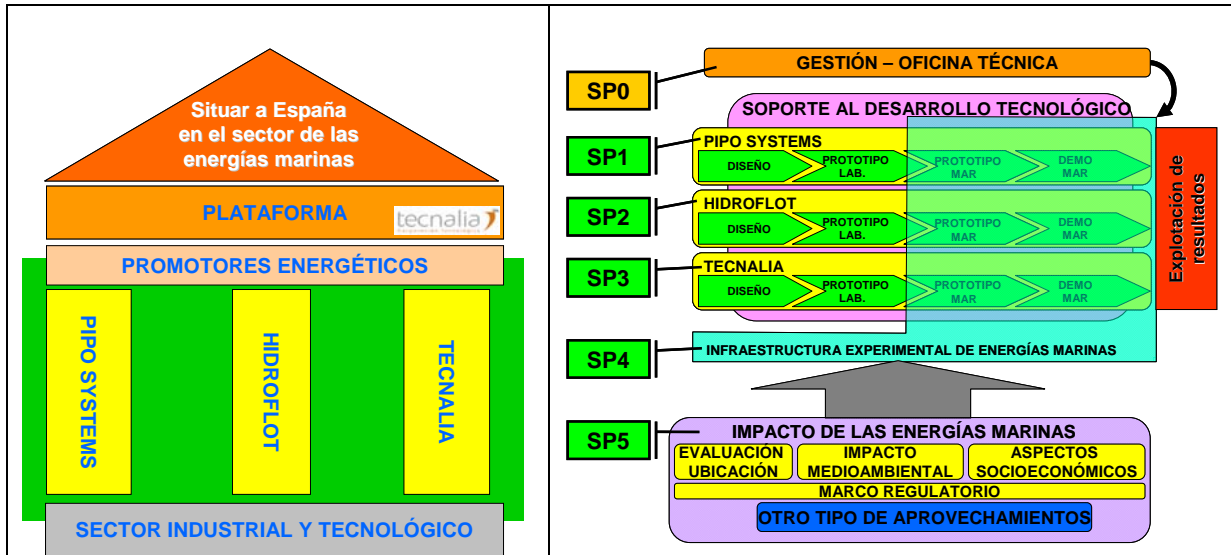 Situar a España
en el sector de las
energías marinas
PLATAFORMA
tecnalia
PROMOTORES ENERGÉTICOS
PIPO SYSTEMS
HIDROFLOT
TECNALIA
SECTOR INDUSTRIAL Y TECNOLÓGICO
GESTIÓN – OFICINA TÉCNICA
SP0
SOPORTE AL DESARROLLO TECNOLÓGICO
SP1
PIPO SYSTEMS
DISEÑO
PROTOTIPO
LAB.
PROTOTIPO
MAR
DEMO
MAR
SP2
HIDROFLOT
DISEÑO
PROTOTIPO
LAB.
PROTOTIPO
MAR
DEMO
MAR
SP3
TECNALIA
DISEÑO
PROTOTIPO
LAB.
PROTOTIPO
MAR
DEMO
MAR
Explotación de
resultados
SP4
INFRAESTRUCTURA EXPERIMENTAL DE ENERGÍAS MARINAS
SP5
IMPACTO DE LAS ENERGÍAS MARINAS
EVALUACIÓN
UBICACIÓN
IMPACTO
MEDIOAMBIENTAL
ASPECTOS
SOCIOECONÓMICOS
MARCO REGULATORIO
OTRO TIPO DE APROVECHAMIENTOS